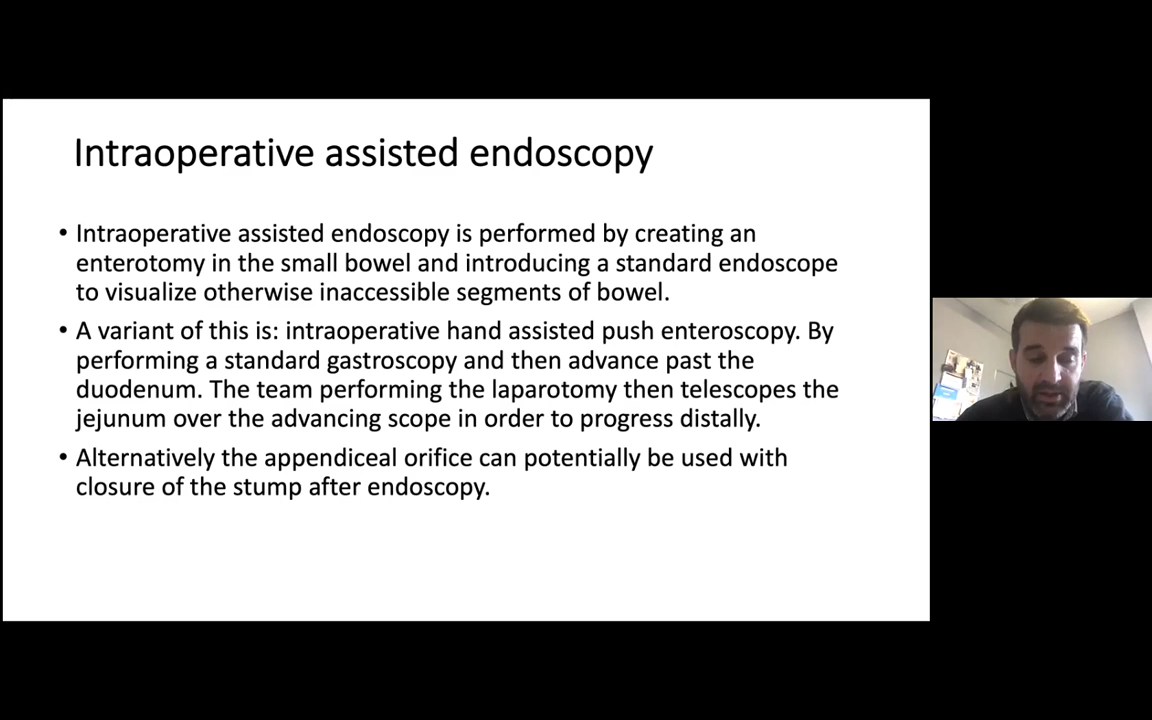 Intraoperative assisted endoscopy
• Intraoperative assisted endoscopy is performed by creating an
enterotomy in the small bowel and introducing a standard endoscope
to visualize otherwise inaccessible segments of bowel.
• A variant of this is: intraoperative hand assisted push enteroscopy. By
performing a standard gastroscopy and then advance past the
duodenum. The team performing the laparotomy then telescopes the
jejunum over the advancing scope in order to progress distally.
• Alternatively the appendiceal orifice can potentially be used with
closure of the stump after endoscopy.